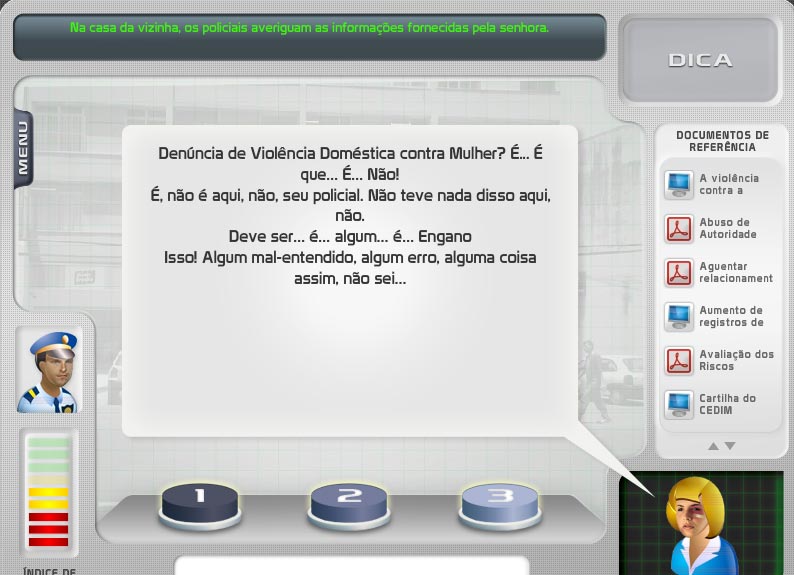 Na casa da vizinha, os policiais averiguam as informações fornecidas pela senhora.
DICA
MENU
Denúncia de Violência Doméstica contra Mulher? É... É
que... É... Não!
É, não é aqui, não, seu policial. Não teve nada disso aqui,
não.
Deve ser... é... algum... é... Engano
Isso! Algum mal-entendido, algum erro, alguma coisa
assim, não sei...
DOCUMENTOS DE
REFERÊNCIA
A violência
contra a
Abuso de
Autoridade
Aguentar
relacionament
Aumento de
registros de
Avaliação dos
Riscos
Cartilha do
CEDIM
1
2
3
ÍNDICE DE